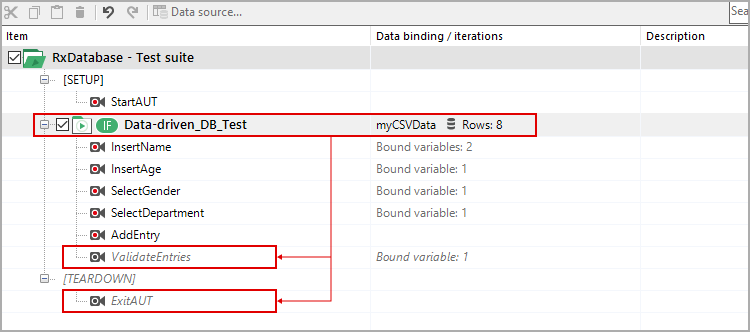 Data source...
Sea
Item Data binding / iterations Description
RxDatabase - Test suite
[SETUP]
StartAUT
IF Data-driven_DB_Test myCSVData Rows: 8
InsertName Bound variables: 2
InsertAge Bound variable: 1
SelectGender Bound variable: 1
SelectDepartment Bound variable: 1
AddEntry
ValidateEntries Bound variable: 1
[TEARDOWN]
ExitAUT